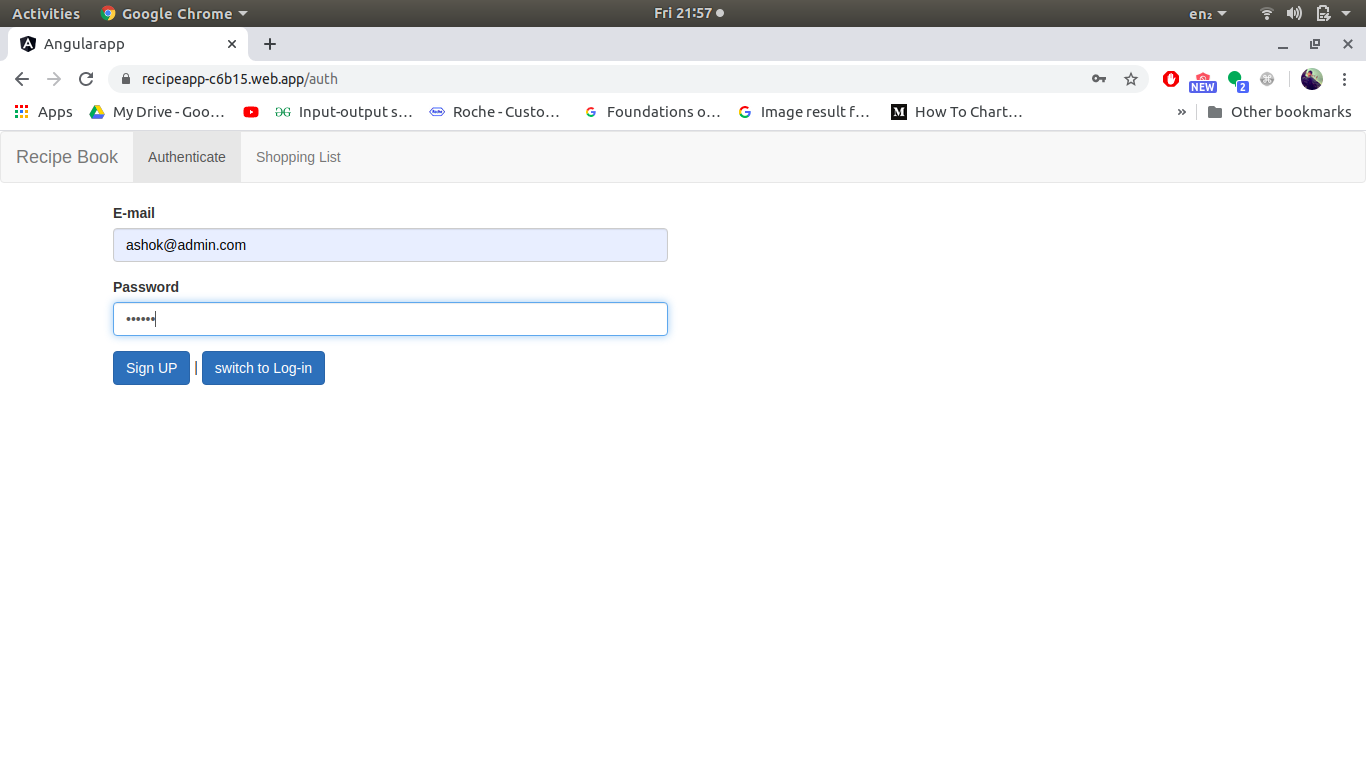 Activities Google Chrome Fri 21:57 en₂
Angularapp
recipeapp-c6b15.web.app/auth NEW 2
Apps My Drive - Goo… Input-output s… Roche - Custo… Foundations o… Image result f… How To Chart… » Other bookmarks
Recipe Book Authenticate Shopping List
E-mail
ashok@admin.com
Password
••••••
Sign UP | switch to Log-in